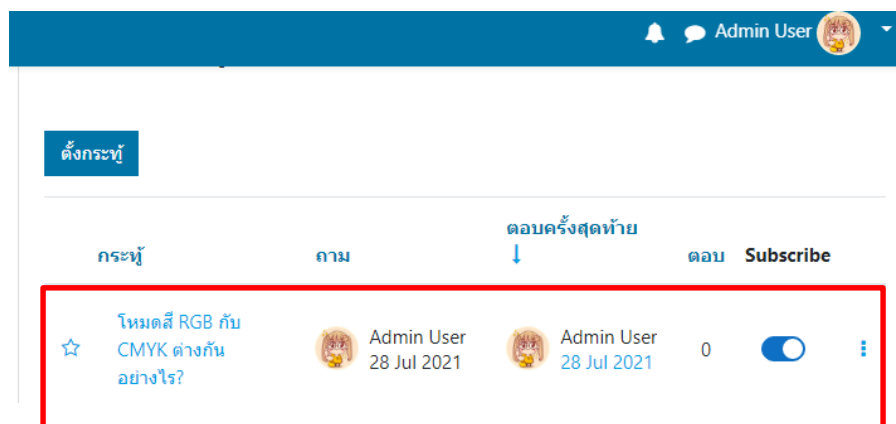 Admin User
ตั้งกระทู้
กระทู้ ถาม ตอบครั้งสุดท้าย ↓ ตอบ Subscribe
โหมดสี RGB กับ
CMYK ต่างกัน
อย่างไร?
Admin User
28 Jul 2021
Admin User
28 Jul 2021
0